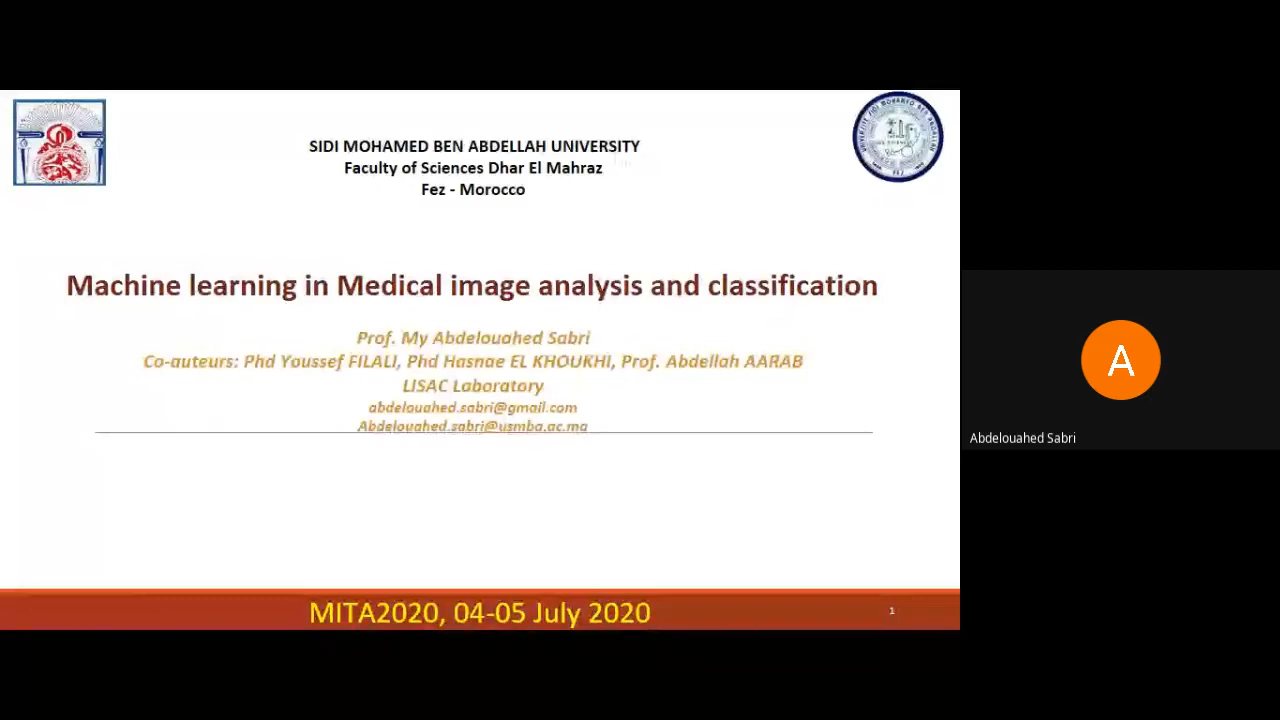 SIDI MOHAMED BEN ABDELLAH UNIVERSITY
Faculty of Sciences Dhar El Mahraz
Fez - Morocco
Machine learning in Medical image analysis and classification
Prof. My Abdelouahed Sabri
Co-auteurs: Phd Youssef FILALI, Phd Hasnae EL KHOUKHI, Prof. Abdellah AARAB
LISAC Laboratory
abdelouahed.sabri@gmail.com
Abdelouahed.sabri@usmba.ac.ma
MITA2020, 04-05 July 2020
1
A
Abdelouahed Sabri